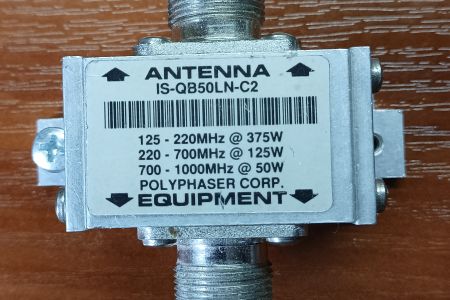 ANTENNA
IS-QB50LN-C2
125 - 220MHz @ 375W
220 - 700MHz @ 125W
700 - 1000MHz @ 50W
POLYPHASER CORP.
EQUIPMENT